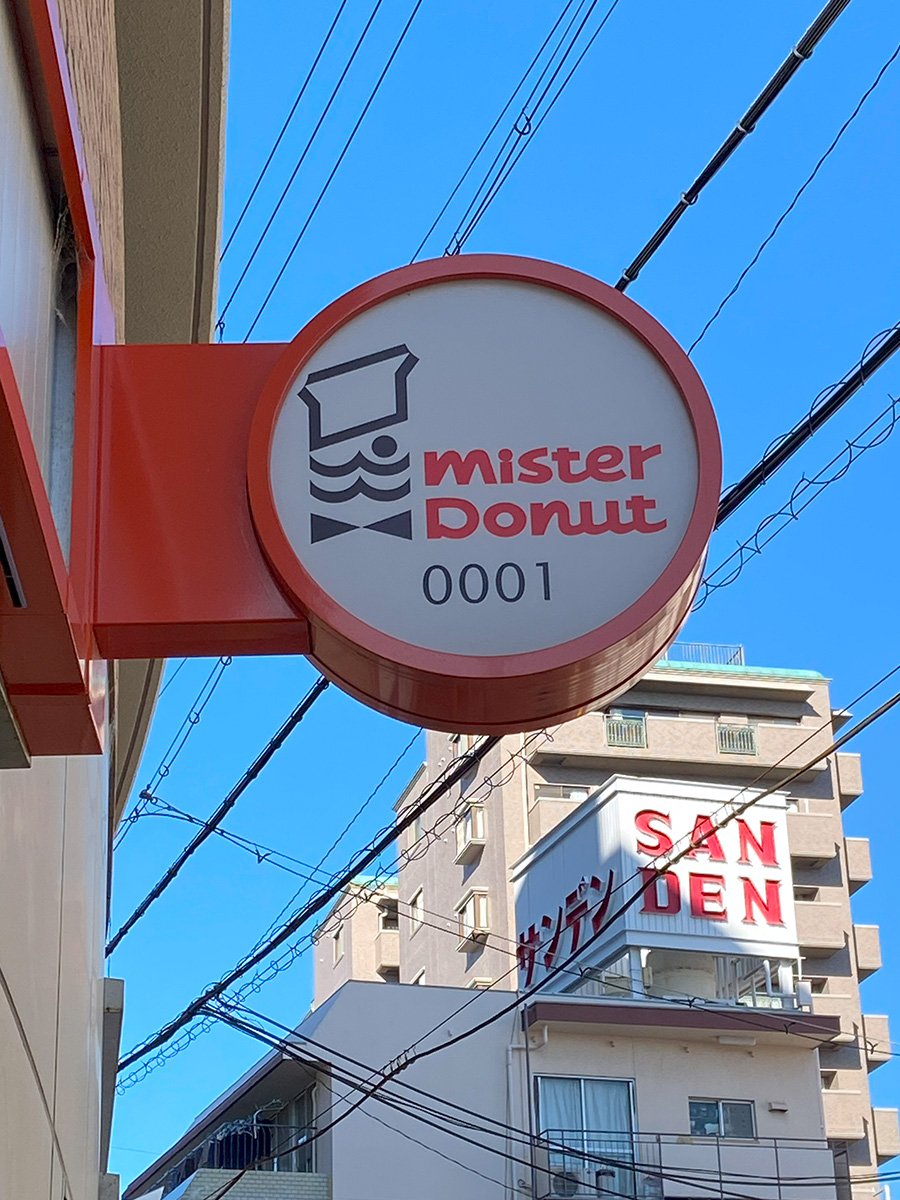 mister
Donut
0001
SAN
DEN
サンデン